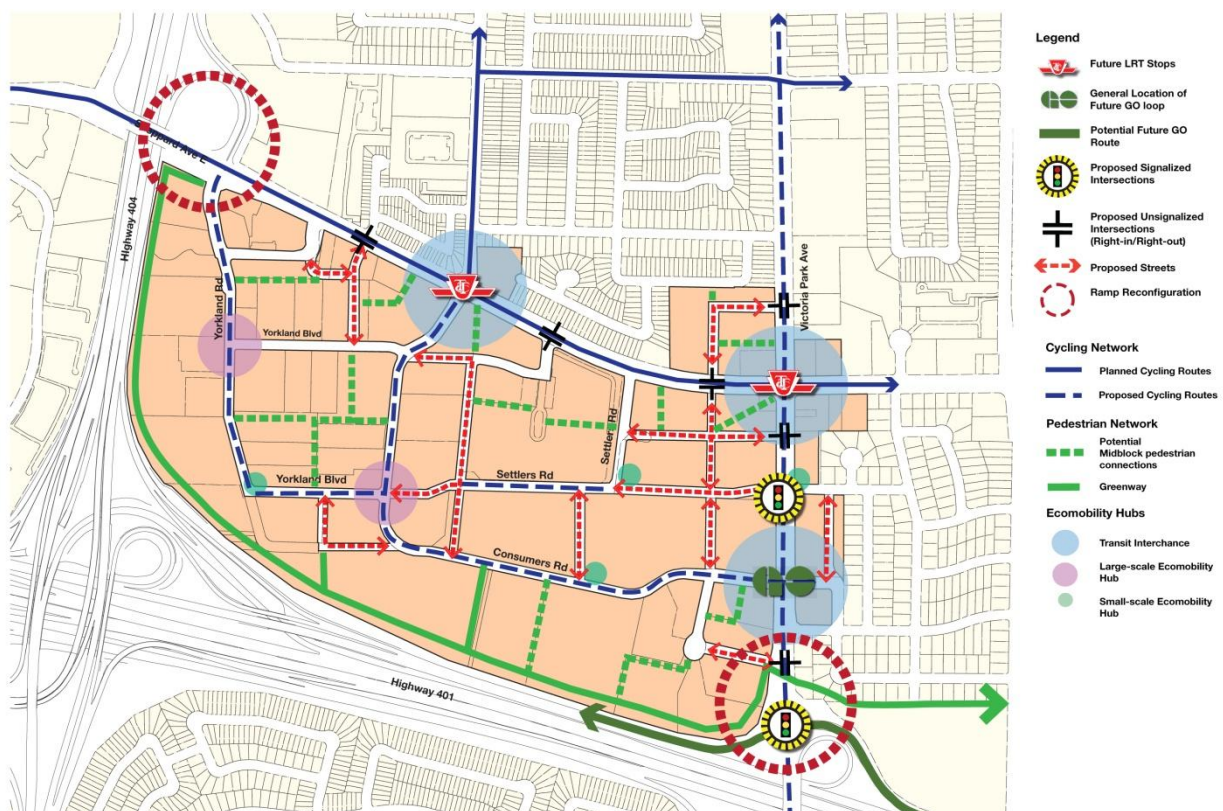 Sheppard Ave E
Highway 404
Yorkland Rd
Yorkland Blvd
Victoria Park Ave
Settlers Rd
Yorkland Blvd
Settlers Rd
Consumers Rd
Highway 401
Legend
Future LRT Stops
General Location of
Future GO loop
Potential Future GO
Route
Proposed Signalized
Intersections
Proposed Unsignalized
Intersections
(Right-in/Right-out)
Proposed Streets
Ramp Reconfiguration
Cycling Network
Planned Cycling Routes
Proposed Cycling Routes
Pedestrian Network
Potential
Midblock pedestrian
connections
Greenway
Ecomobility Hubs
Transit Interchange
Large-scale Ecomobility
Hub
Small-scale Ecomobility
Hub